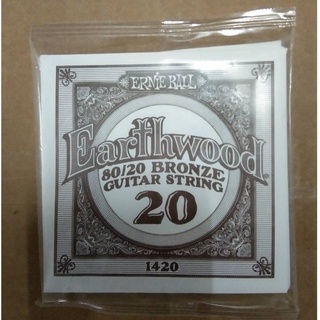 ERNIE BALL
Earthwood
80/20 BRONZE
GUITAR STRING
20
1420